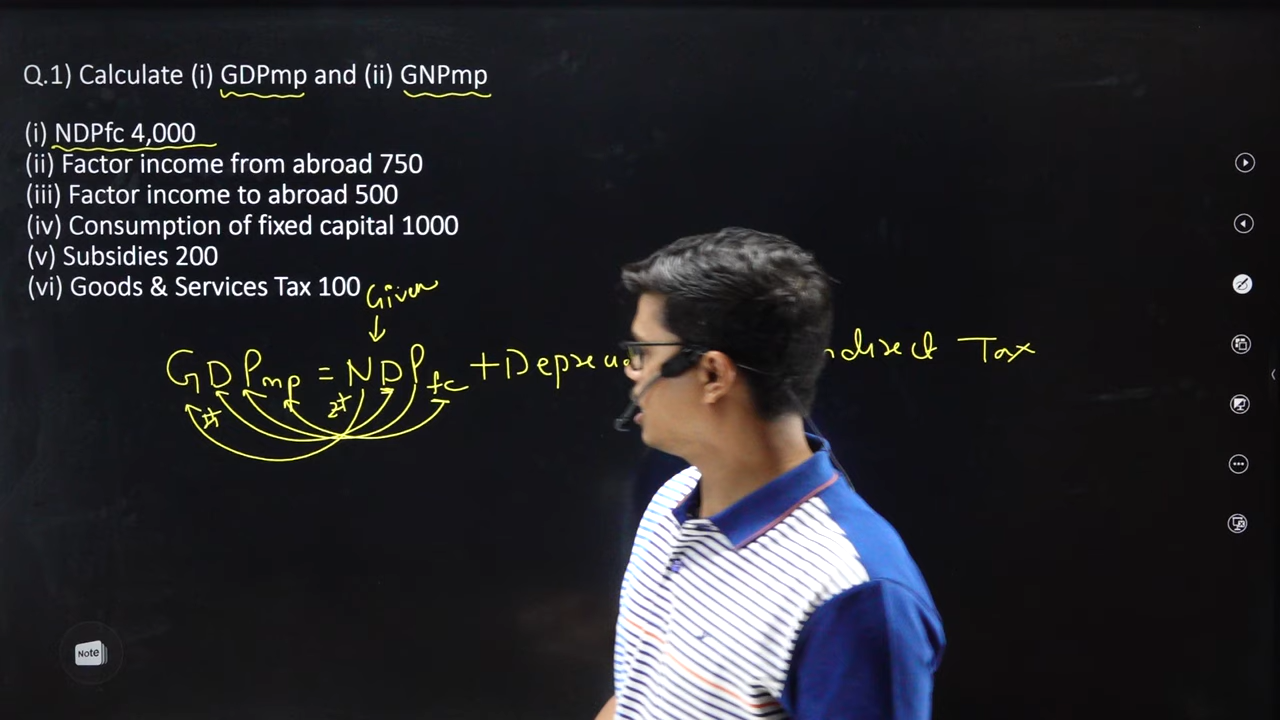 Q.1) Calculate (i) GDPmp and (ii) GNPmp
(i) NDPfc 4,000
(ii) Factor income from abroad 750
(iii) Factor income to abroad 500
(iv) Consumption of fixed capital 1000
(v) Subsidies 200
(vi) Goods & Services Tax 100
Given
GDPmp = NDPfc + Tax
Note